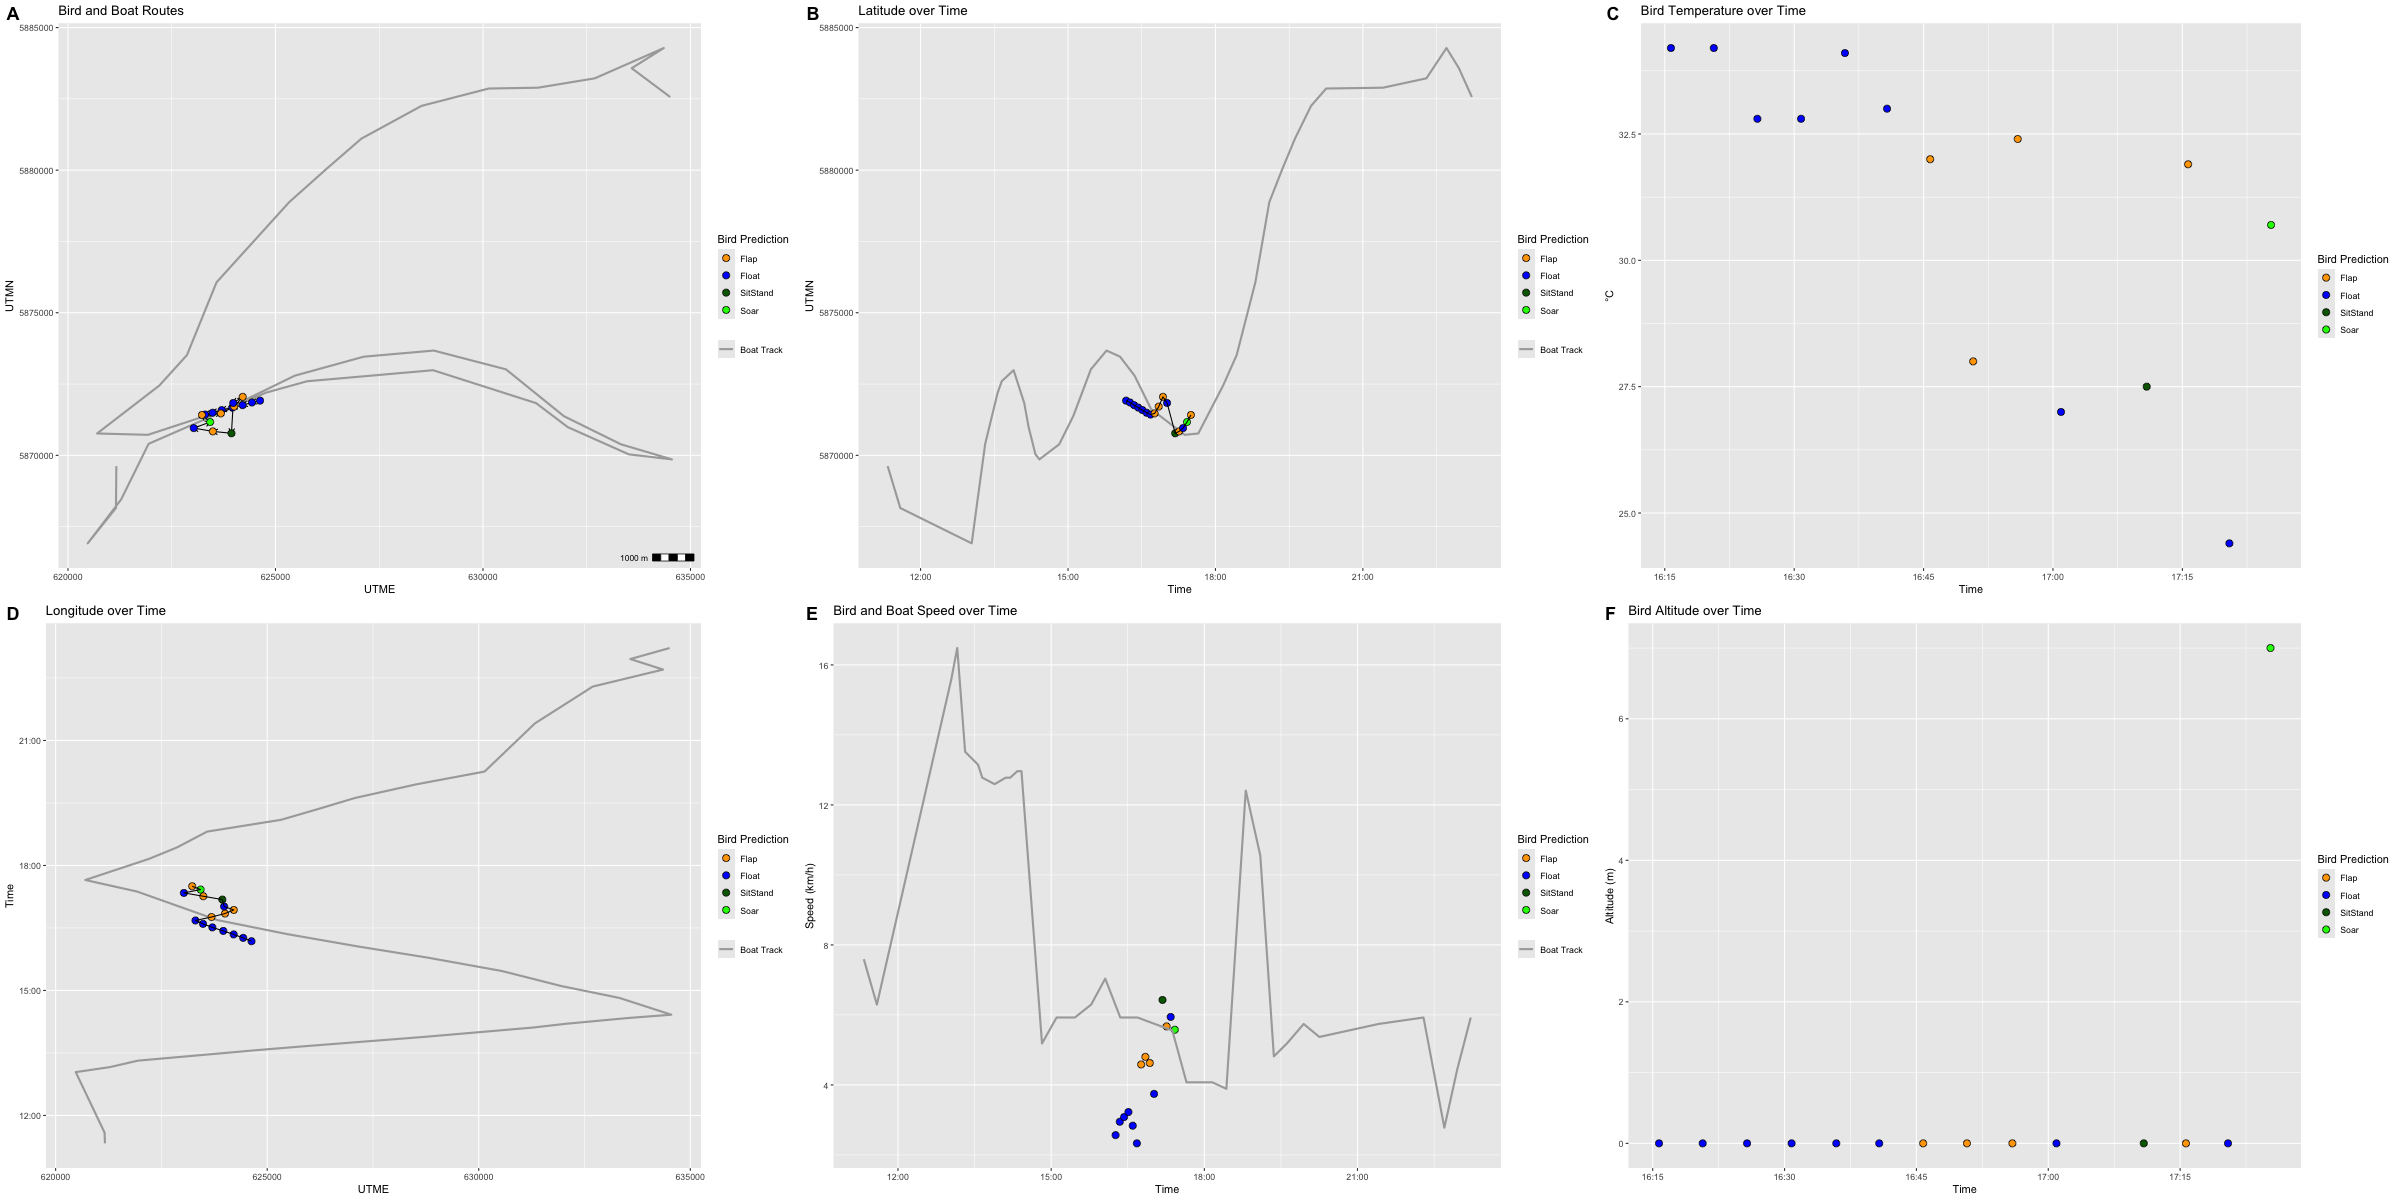 A Bird and Boat Routes
5885000
5880000
5875000
5870000
UTMN
620000 625000 630000 635000
UTME
1000 m
Bird Prediction
Flap
Float
SitStand
Soar
Boat Track
B Latitude over Time
5885000
5880000
5875000
5870000
UTMN
12:00 15:00 18:00 21:00
Time
Bird Prediction
Flap
Float
SitStand
Soar
Boat Track
C Bird Temperature over Time
32.5
30.0
27.5
25.0
°C
16:15 16:30 16:45 17:00 17:15
Time
Bird Prediction
Flap
Float
SitStand
Soar
D Longitude over Time
21:00
18:00
15:00
12:00
Time
620000 625000 630000 635000
UTME
Bird Prediction
Flap
Float
SitStand
Soar
Boat Track
E Bird and Boat Speed over Time
16
12
8
4
Speed (km/h)
12:00 15:00 18:00 21:00
Time
Bird Prediction
Flap
Float
SitStand
Soar
Boat Track
F Bird Altitude over Time
6
4
2
0
Altitude (m)
16:15 16:30 16:45 17:00 17:15
Time
Bird Prediction
Flap
Float
SitStand
Soar